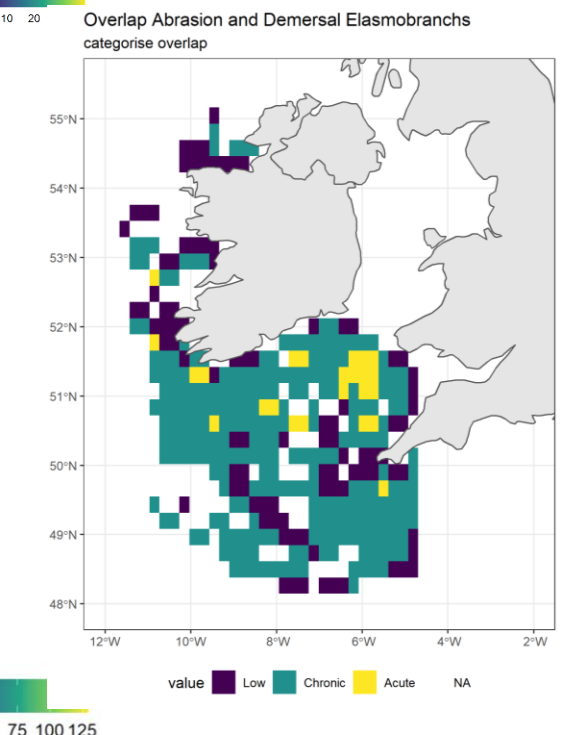 10 20
Overlap Abrasion and Demersal Elasmobranchs
categorise overlap
55°N
54°N
53°N
52°N
51°N
50°N
49°N
48°N
12°W 10°W 8°W 6°W 4°W 2°W
value Low Chronic Acute NA
75 100 125